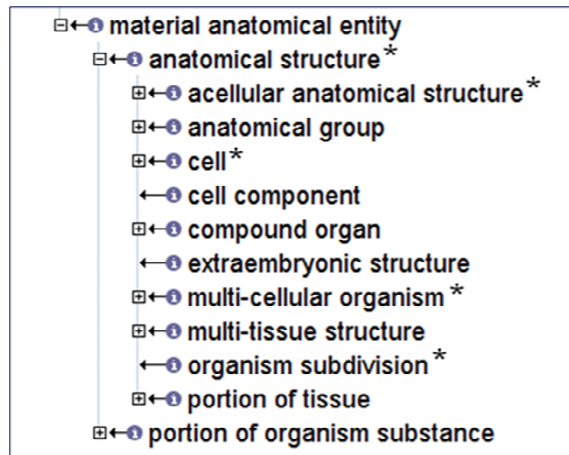 material anatomical entity
anatomical structure*
acellular anatomical structure*
anatomical group
cell*
cell component
compound organ
extraembryonic structure
multi-cellular organism*
multi-tissue structure
organism subdivision*
portion of tissue
portion of organism substance